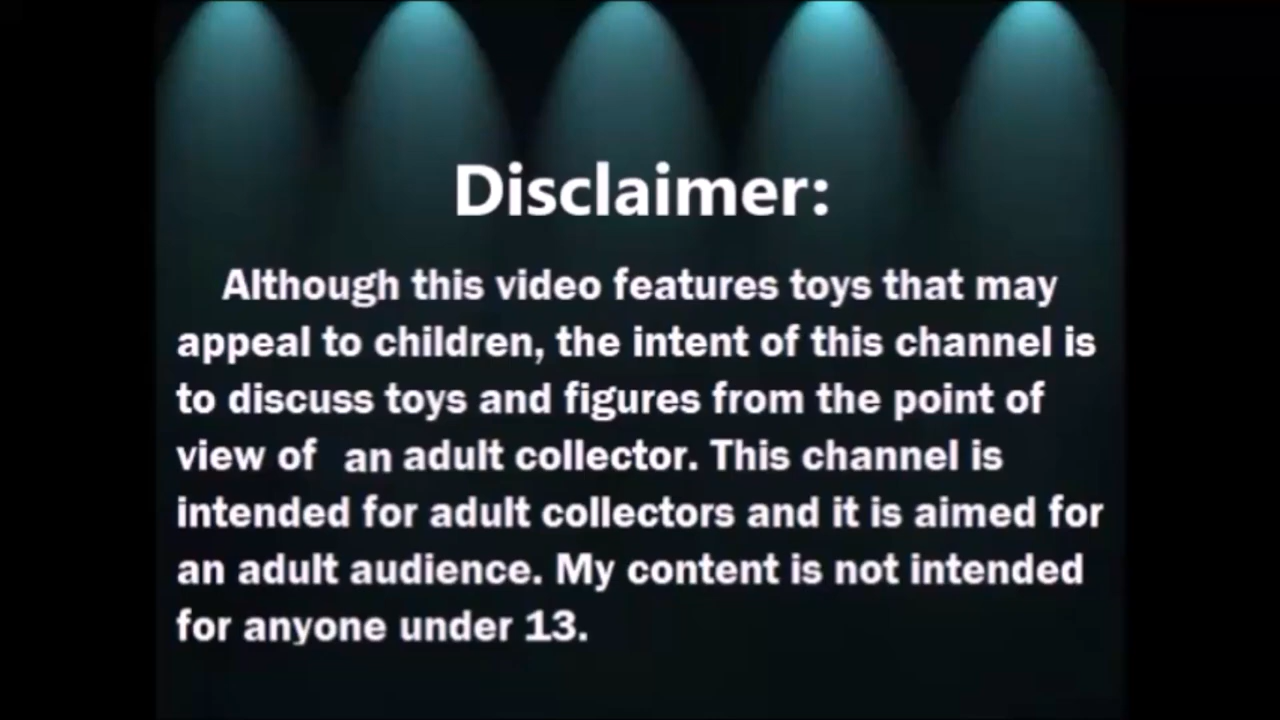 Disclaimer:
Although this video features toys that may
appeal to children, the intent of this channel is
to discuss toys and figures from the point of
view of an adult collector. This channel is
intended for adult collectors and it is aimed for
an adult audience. My content is not intended
for anyone under 13.